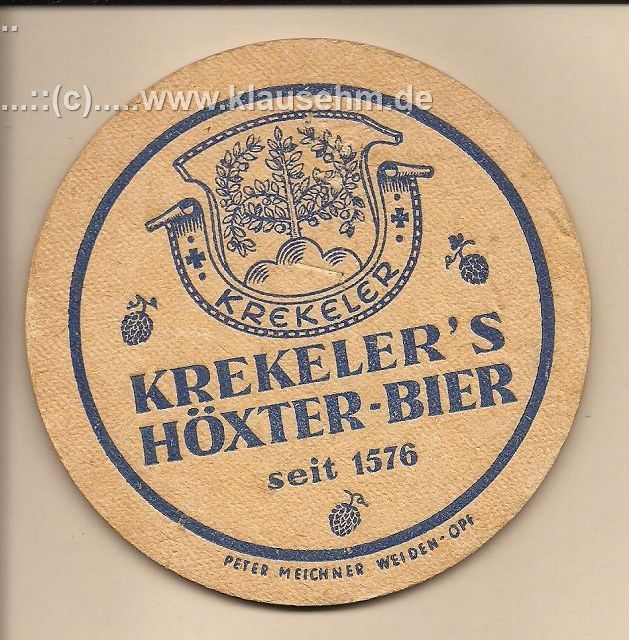 ..
...::(c).....www.klausehm.de
KREKELER
KREKELER'S
HÖXTER-BIER
seit 1576
PETER MEICHNER WEIDEN-OPF